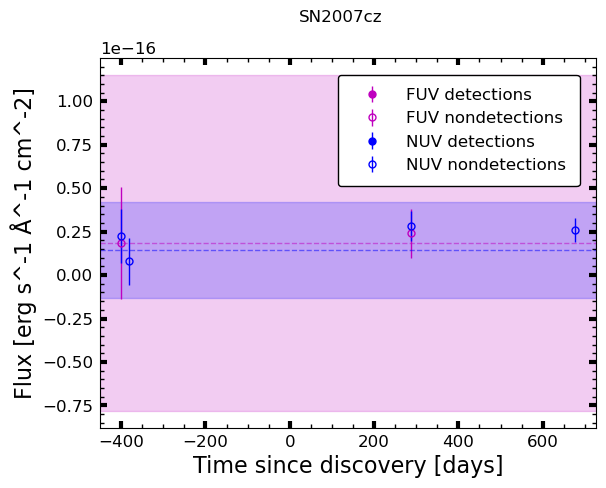 SN2007cz
1e−16
1.00
0.75
0.50
0.25
0.00
−0.25
−0.50
−0.75
Flux [erg s^-1 Å^-1 cm^-2]
FUV detections
FUV nondetections
NUV detections
NUV nondetections
−400
−200
0
200
400
600
Time since discovery [days]